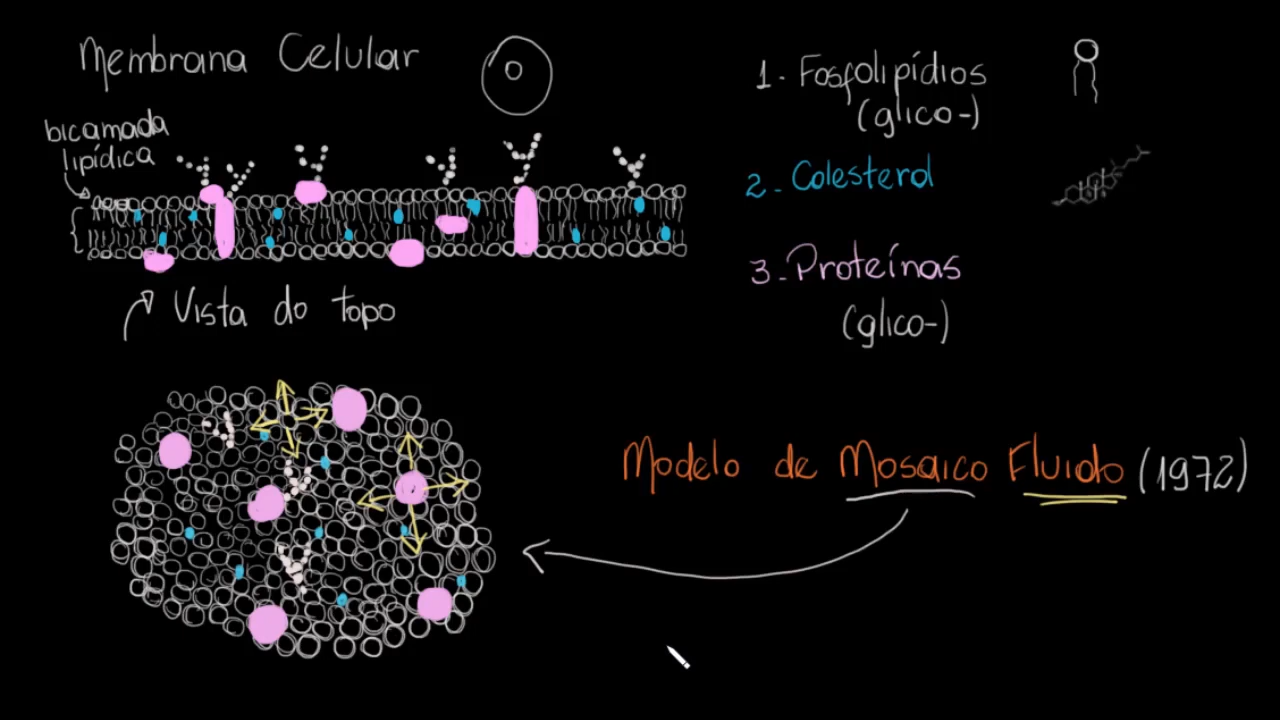 Membrana Celular
bicamada
lipídica
Vista do topo
1- Fosfolipídios
(glico-)
2- Colesterol
3- Proteínas
(glico-)
Modelo de Mosaico Fluido (1972)